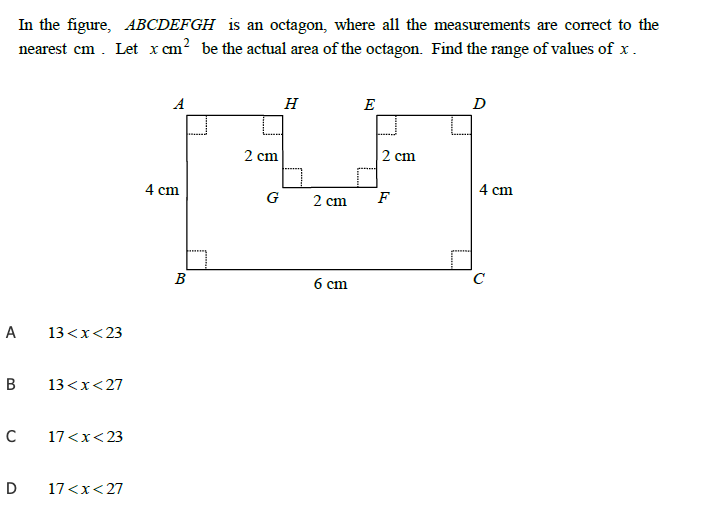 In the figure, ABCDEFGH is an octagon, where all the measurements are correct to the
nearest cm . Let x cm² be the actual area of the octagon. Find the range of values of x .
A H E D
2 cm 2 cm
4 cm 4 cm
G 2 cm F
B C
6 cm
A 13 < x < 23
B 13 < x < 27
C 17 < x < 23
D 17 < x < 27